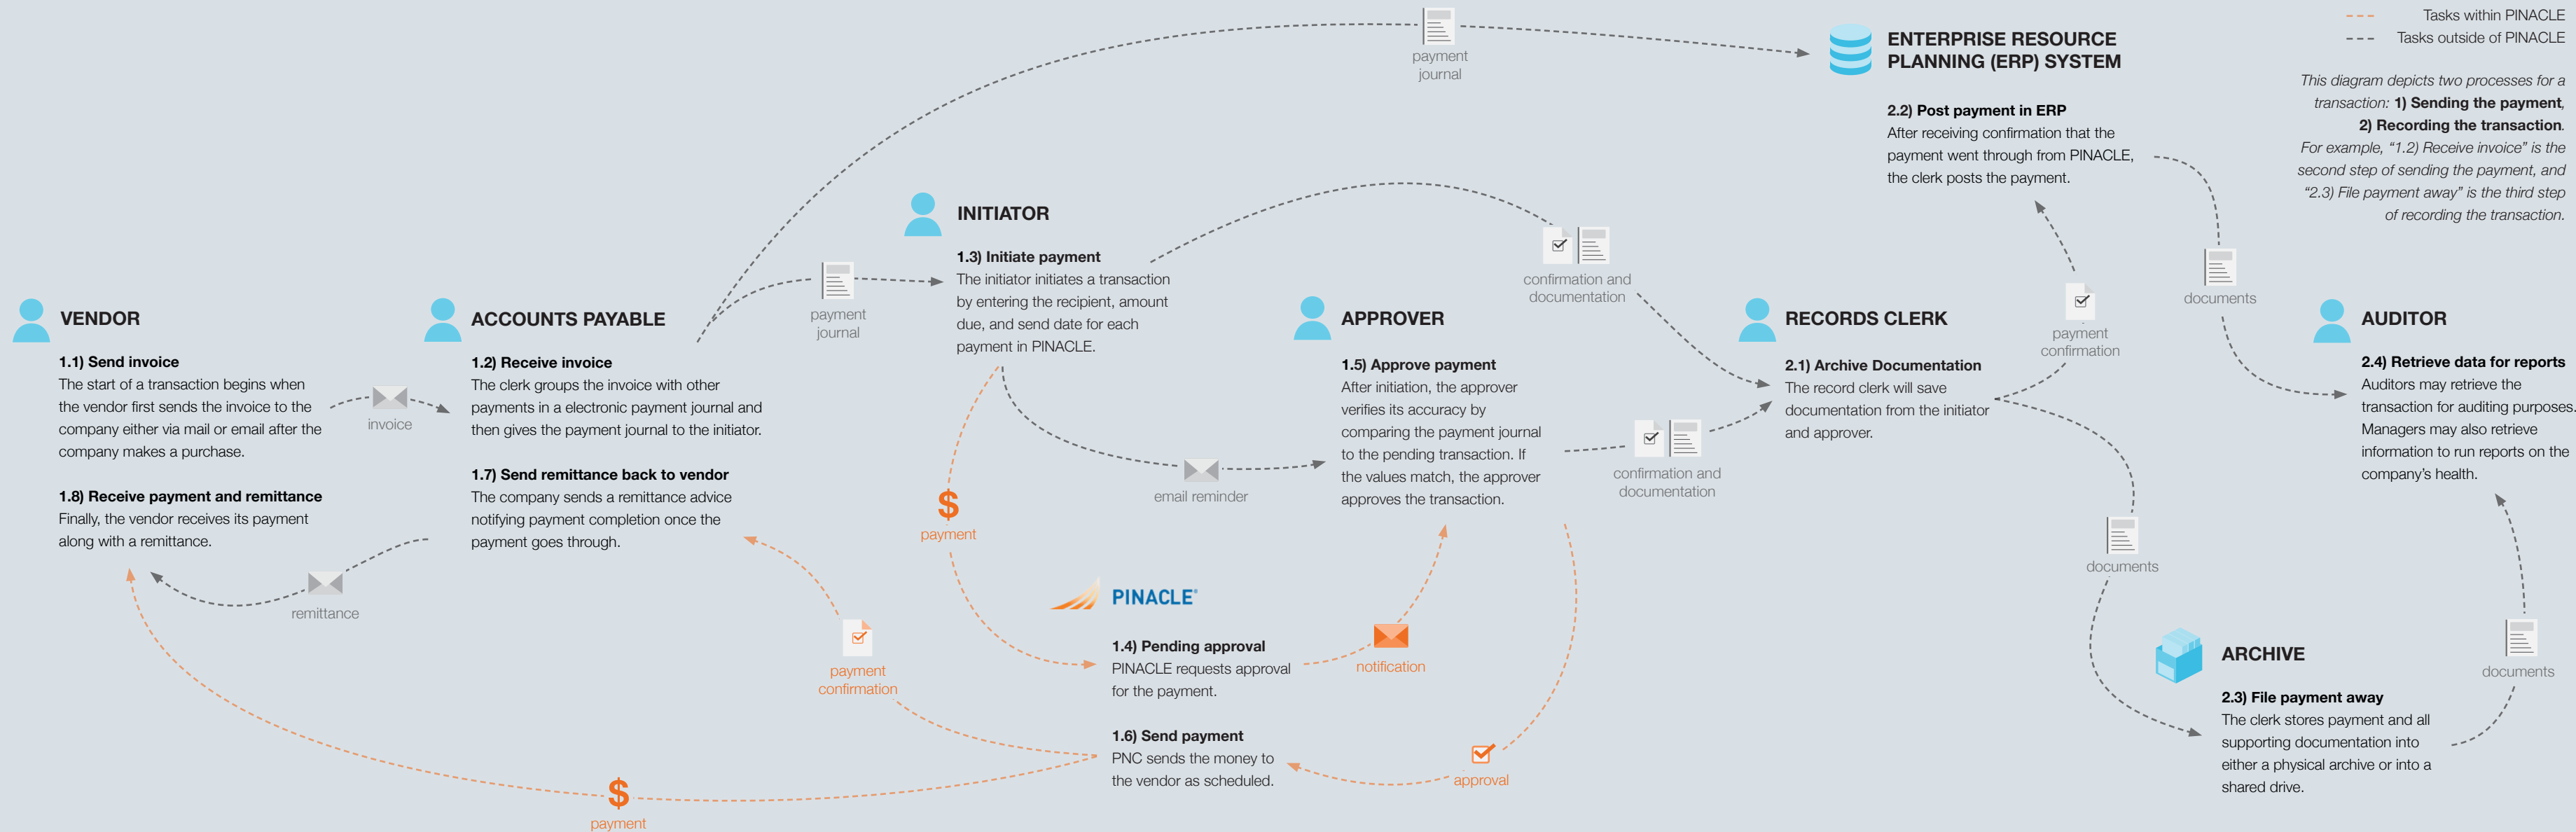 Tasks within PINACLE
Tasks outside of PINACLE
This diagram depicts two processes for a
transaction: 1) Sending the payment,
2) Recording the transaction.
For example, “1.2) Receive invoice” is the
second step of sending the payment, and
“2.3) File payment away” is the third step
of recording the transaction.
VENDOR
1.1) Send invoice
The start of a transaction begins when
the vendor first sends the invoice to the
company either via mail or email after the
company makes a purchase.
1.8) Receive payment and remittance
Finally, the vendor receives its payment
along with a remittance.
invoice
remittance
ACCOUNTS PAYABLE
1.2) Receive invoice
The clerk groups the invoice with other
payments in a electronic payment journal and
then gives the payment journal to the initiator.
1.7) Send remittance back to vendor
The company sends a remittance advice
notifying payment completion once the
payment goes through.
payment
journal
payment
journal
INITIATOR
1.3) Initiate payment
The initiator initiates a transaction
by entering the recipient, amount
due, and send date for each
payment in PINACLE.
$
payment
email reminder
confirmation and
documentation
PINACLE®
1.4) Pending approval
PINACLE requests approval
for the payment.
1.6) Send payment
PNC sends the money to
the vendor as scheduled.
notification
approval
payment
confirmation
$
payment
APPROVER
1.5) Approve payment
After initiation, the approver
verifies its accuracy by
comparing the payment journal
to the pending transaction. If
the values match, the approver
approves the transaction.
confirmation and
documentation
RECORDS CLERK
2.1) Archive Documentation
The record clerk will save
documentation from the initiator
and approver.
payment
confirmation
documents
ENTERPRISE RESOURCE
PLANNING (ERP) SYSTEM
2.2) Post payment in ERP
After receiving confirmation that the
payment went through from PINACLE,
the clerk posts the payment.
documents
ARCHIVE
2.3) File payment away
The clerk stores payment and all
supporting documentation into
either a physical archive or into a
shared drive.
documents
AUDITOR
2.4) Retrieve data for reports
Auditors may retrieve the
transaction for auditing purposes.
Managers may also retrieve
information to run reports on the
company’s health.